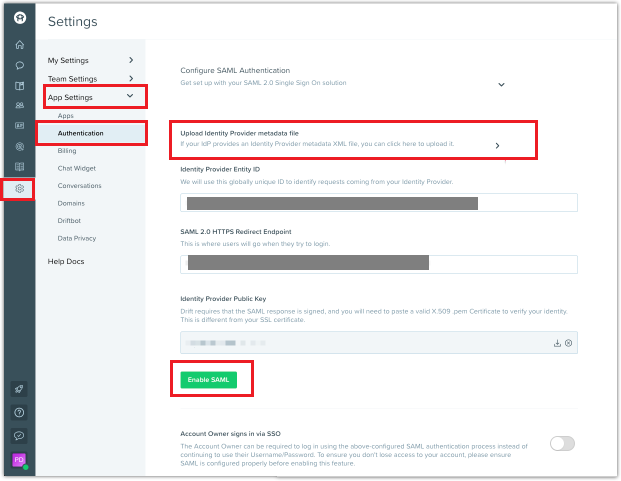 Settings
My Settings
Team Settings
App Settings
Apps
Authentication
Billing
Chat Widget
Conversations
Domains
Driftbot
Data Privacy
Help Docs
Configure SAML Authentication
Get set up with your SAML 2.0 Single Sign On solution
Upload Identity Provider metadata file
If your IdP provides an Identity Provider metadata XML file, you can click here to upload it.
Identity Provider Entity ID
We will use this globally unique ID to identify requests coming from your Identity Provider.
SAML 2.0 HTTPS Redirect Endpoint
This is where users will go when they try to login.
Identity Provider Public Key
Drift requires that the SAML response is signed, and you will need to paste a valid X.509 .pem Certificate to verify your identity.
This is different from your SSL certificate.
Enable SAML
Account Owner signs in via SSO
The Account Owner can be required to log in using the above-configured SAML authentication process instead of
continuing to use their Username/Password. To ensure you don't lose access to your account, please ensure
SAML is configured properly before enabling this feature.